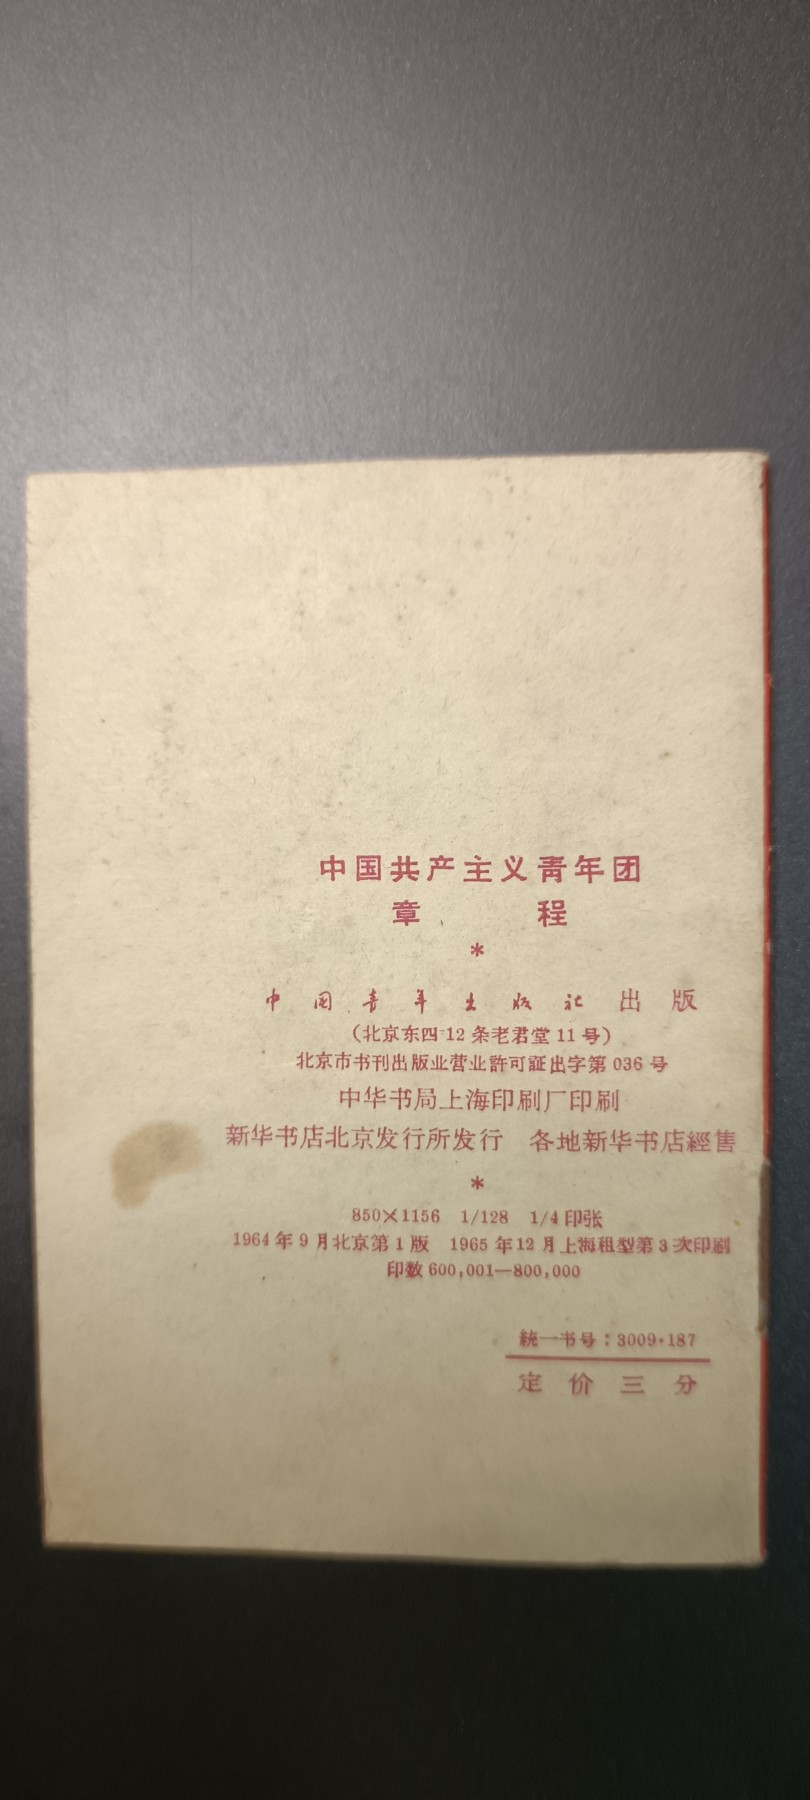 中国共产主义青年团
章 程
*
中国青年出版社 出版
(北京东四12条老君堂11号)
北京市书刊出版业营业許可証出字第036号
中华书局上海印刷厂印刷
新华书店北京发行所发行 各地新华书店經售
*
850×1156 1/128 1/4印张
1964年9月北京第1版 1965年12月上海租型第3次印刷
印数600,001—800,000
統一书号:3009·187
定价三分